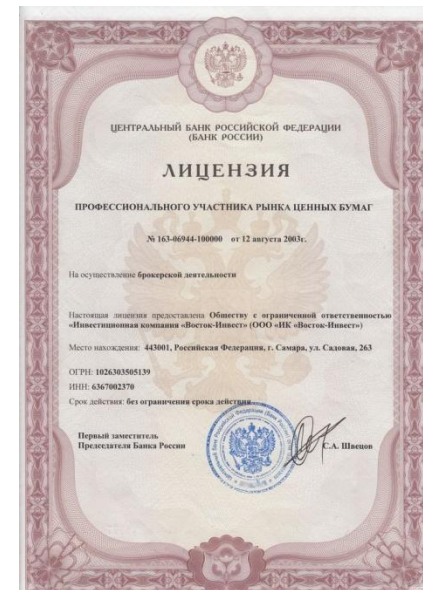 ЦЕНТРАЛЬНЫЙ БАНК РОССИЙСКОЙ ФЕДЕРАЦИИ
(БАНК РОССИИ)
ЛИЦЕНЗИЯ
ПРОФЕССИОНАЛЬНОГО УЧАСТНИКА РЫНКА ЦЕННЫХ БУМАГ
№ 163-06944-100000 от 12 августа 2003г.
На осуществление брокерской деятельности
Настоящая лицензия предоставлена Обществу с ограниченной ответственностью
«Инвестиционная компания «Восток-Инвест» (ООО «ИК «Восток-Инвест»)
Место нахождения: 443001, Российская Федерация, г. Самара, ул. Садовая, 263
ОГРН: 1026303505139
ИНН: 6367002370
Срок действия: без ограничения срока действия
Первый заместитель
Председателя Банка России
С.А. Швецов